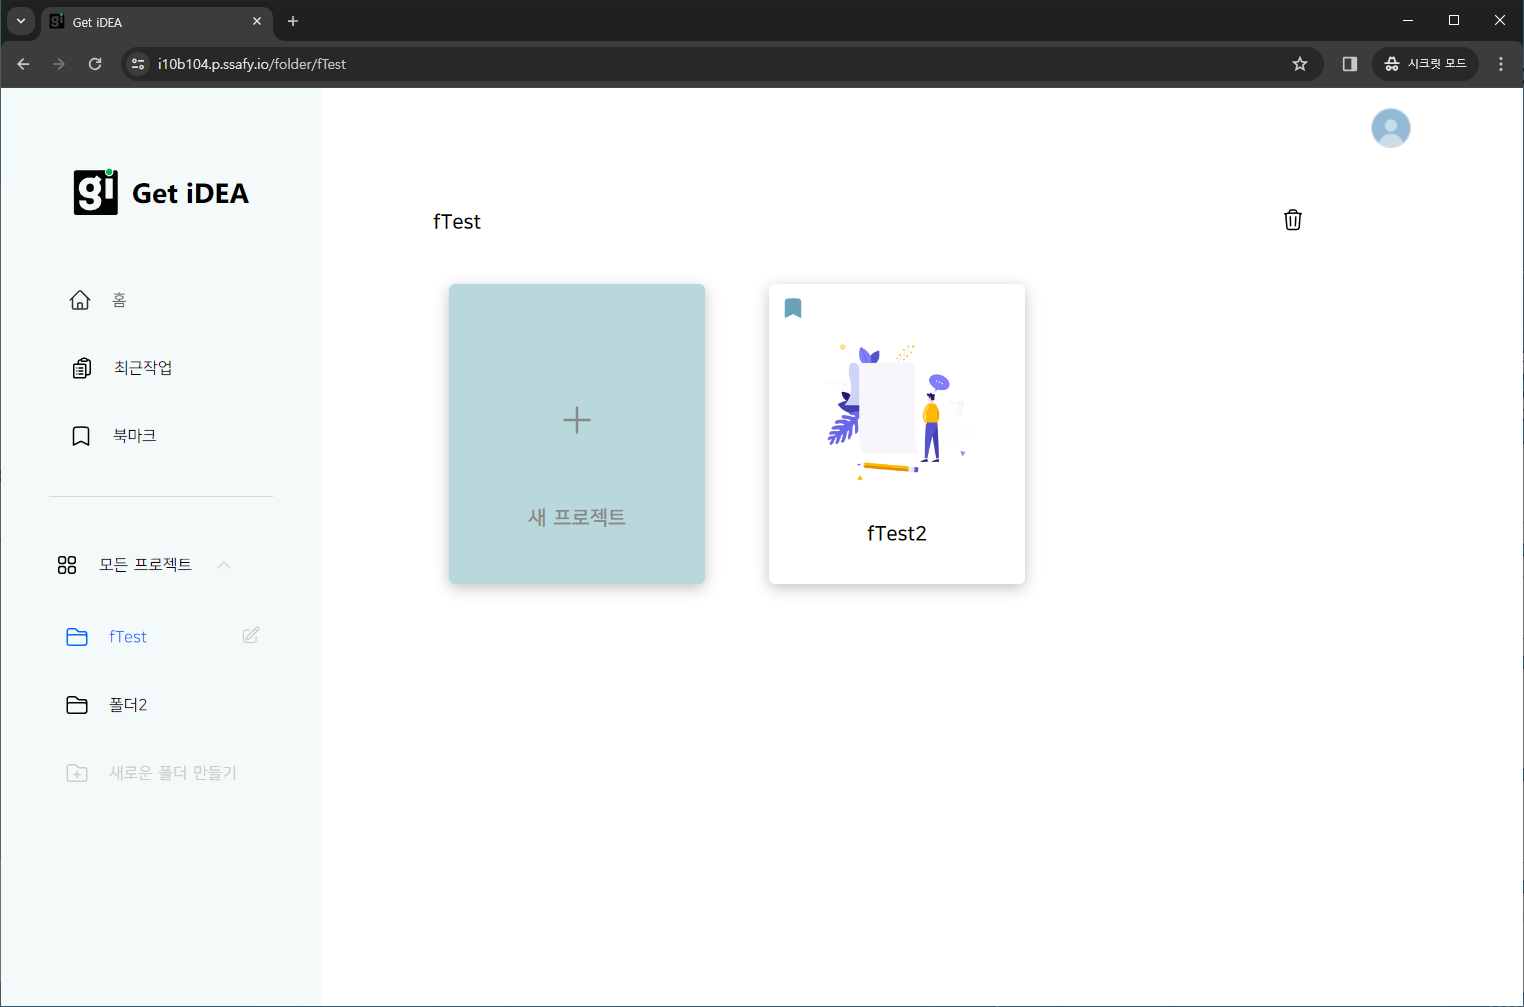 Get iDEA
i10b104.p.ssafy.io/folder/fTest
시크릿 모드
gi Get iDEA
fTest
홈
최근작업
북마크
새 프로젝트
fTest2
모든 프로젝트
fTest
폴더2
새로운 폴더 만들기